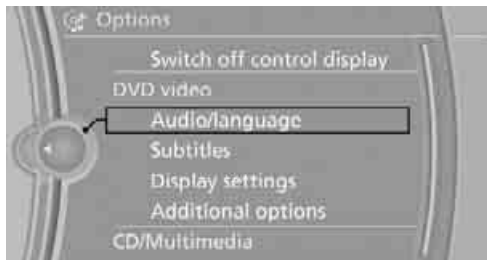 Options
Switch off control display
DVD video
Audio/language
Subtitles
Display settings
Additional options
CD/Multimedia